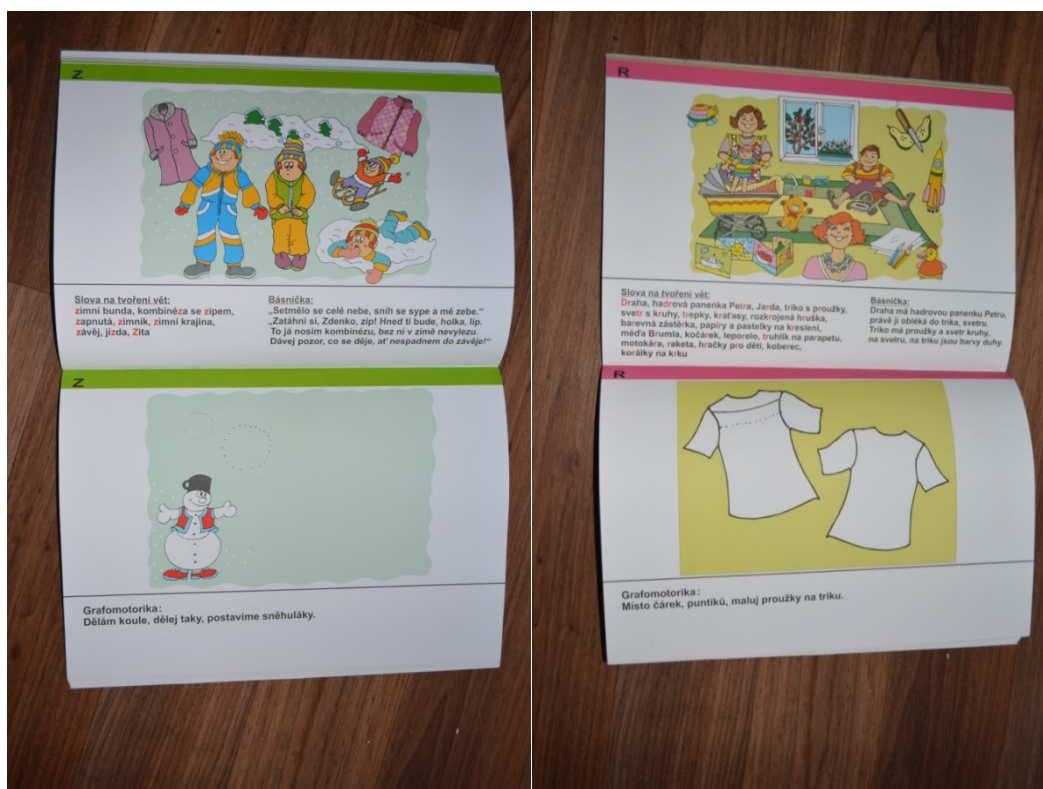 Z
Slova na tvoření vět:
zimní bunda, kombinéza se zipem,
zapnutá, zimník, zimní krajina,
závěj, jízda, Zita
Básnička:
„Setmělo se celé nebe, sníh se sype a mě zebe.“
„Zatáhni si, Zdenko, zip! Hned ti bude, holka, líp.
To já nosím kombinézu, bez ní v zimě nevylezu.
Dávej pozor, co se děje, ať nespadnem do závěje!“
Z
Grafomotorika:
Dělám koule, dělej taky, postavíme sněhuláky.
R
Slova na tvoření vět:
Draha, hadrová panenka Petra, Jarda, triko s proužky,
svetr s kruhy, trepky, kraťasy, rozkrojená hruška,
barevná zástěrka, papíry a pastelky na kreslení,
méďa Brumla, kočárek, leporelo, truhlík na parapetu,
motokára, raketa, hračky pro děti, koberec,
korálky na krku
Básnička:
Draha má hadrovou panenku Petru,
právě ji obléká do trika, svetru.
Triko má proužky a svetr kruhy,
na svetru, na triku jsou barvy duhy.
R
Grafomotorika:
Místo čárek, puntíků, maluj proužky na triku.